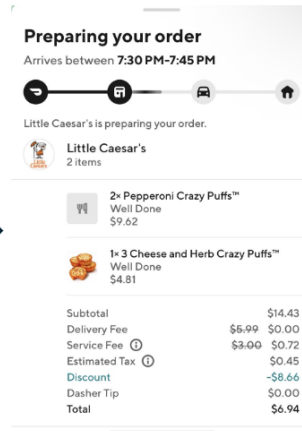 Preparing your order
Arrives between 7:30 PM-7:45 PM
Little Caesar's is preparing your order.
Little Caesars
Little Caesar's
2 items
2× Pepperoni Crazy Puffs™
Well Done
$9.62
1× 3 Cheese and Herb Crazy Puffs™
Well Done
$4.81
Subtotal $14.43
Delivery Fee $5.99 $0.00
Service Fee $3.00 $0.72
Estimated Tax $0.45
Discount -$8.66
Dasher Tip $0.00
Total $6.94